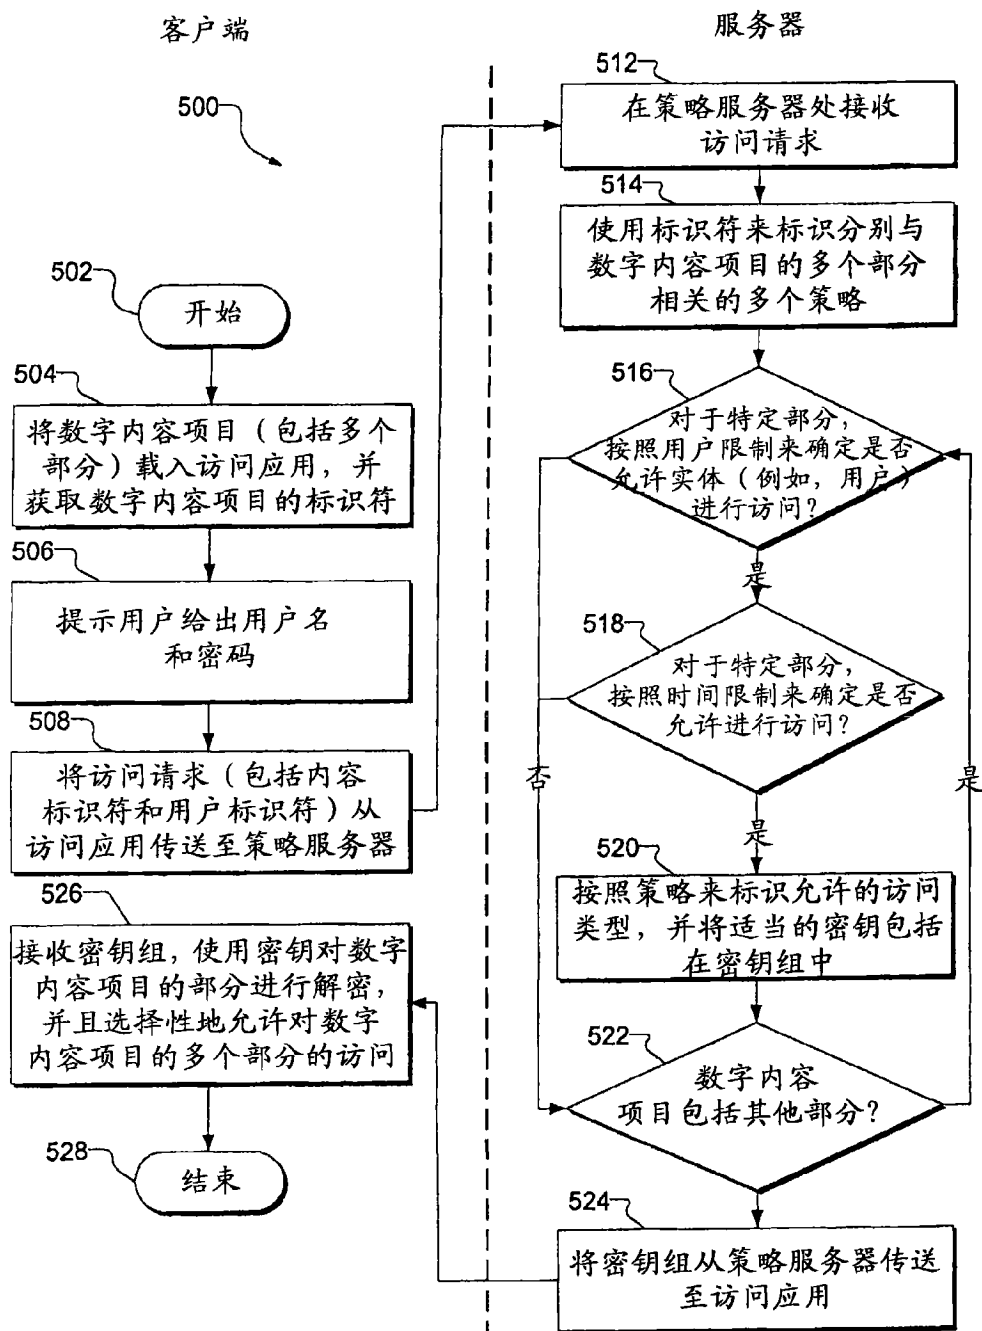 客户端
服务器
500
502
开始
504
将数字内容项目（包括多个
部分）载入访问应用，并
获取数字内容项目的标识符
506
提示用户给出用户名
和密码
508
将访问请求（包括内容
标识符和用户标识符）从
访问应用传送至策略服务器
512
在策略服务器处接收
访问请求
514
使用标识符来标识分别与
数字内容项目的多个部分
相关的多个策略
516
对于特定部分，
按照用户限制来确定是否
允许实体（例如，用户）
进行访问？
是
518
对于特定部分，
按照时间限制来确定是否
允许进行访问？
否
是
是
520
按照策略来标识允许的访问
类型，并将适当的密钥包括
在密钥组中
522
数字内容
项目包括其他部分？
524
将密钥组从策略服务器传送
至访问应用
526
接收密钥组，使用密钥对数字
内容项目的部分进行解密，
并且选择性地允许对数字
内容项目的多个部分的访问
528
结束